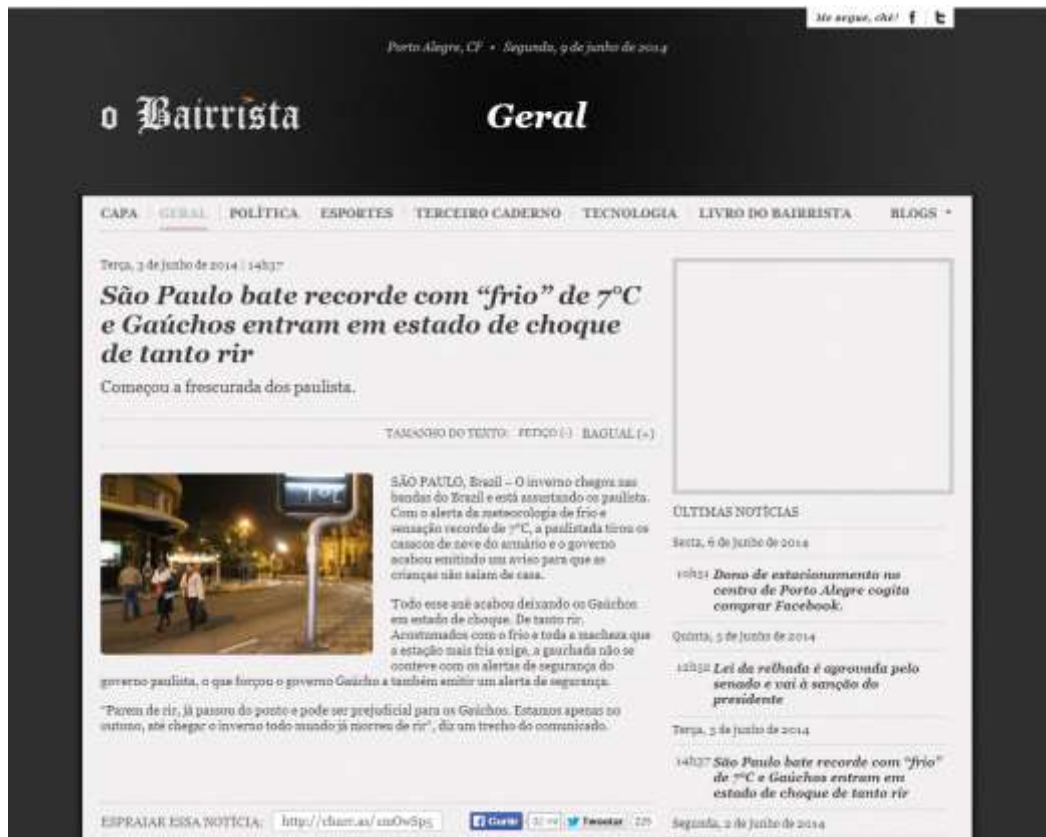 Me segue, chê!
Porto Alegre, CF • Segunda, 9 de junho de 2014
o Bairrista
Geral
CAPA GERAL POLÍTICA ESPORTES TERCEIRO CADERNO TECNOLOGIA LIVRO DO BAIRRISTA BLOGS
Terça, 3 de junho de 2014 | 14h37
São Paulo bate recorde com “frio” de 7°C
e Gaúchos entram em estado de choque
de tanto rir
Começou a frescurada dos paulista.
TAMANHO DO TEXTO: PETIÇO (-) BAGUAL (+)
SÃO PAULO, Brazil – O inverno chegou nas
bandas do Brazil e está assustando os paulista.
Com o alerta da meteorologia de frio e
sensação recorde de 7°C, a paulistada tirou os
casacos de neve do armário e o governo
acabou emitindo um aviso para que as
crianças não saiam de casa.
Todo esse auê acabou deixando os Gaúchos
em estado de choque. De tanto rir.
Acostumados com o frio e toda a macheza que
a estação mais fria exige, a gauchada não se
conteve com os alertas de segurança do
governo paulista, o que forçou o governo Gaúcho a também emitir um alerta de segurança.
“Parem de rir, já passou do ponto e pode ser prejudicial para os Gaúchos. Estamos apenas no
outono, até chegar o inverno todo mundo já morreu de rir”, diz um trecho do comunicado.
ESPRAIAR ESSA NOTÍCIA:
Curtir
Tweetar 225
ÚLTIMAS NOTÍCIAS
Sexta, 6 de junho de 2014
10h51 Dono de estacionamento no
centro de Porto Alegre cogita
comprar Facebook.
Quinta, 5 de junho de 2014
12h52 Lei da relhada é aprovada pelo
senado e vai à sanção do
presidente
Terça, 3 de junho de 2014
14h37 São Paulo bate recorde com “frio”
de 7°C e Gaúchos entram em
estado de choque de tanto rir
Segunda, 2 de junho de 2014